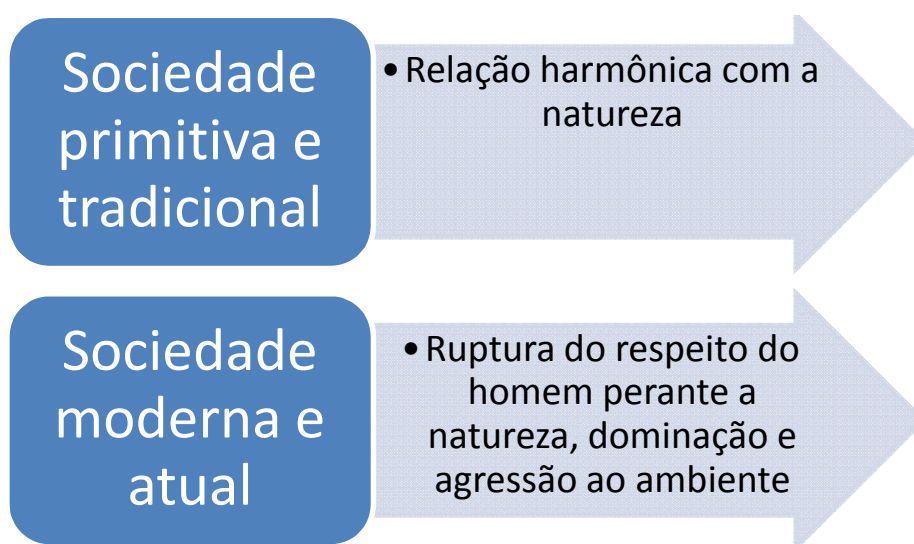 Sociedade
primitiva e
tradicional
• Relação harmônica com a
natureza
Sociedade
moderna e
atual
• Ruptura do respeito do
homem perante a
natureza, dominação e
agressão ao ambiente